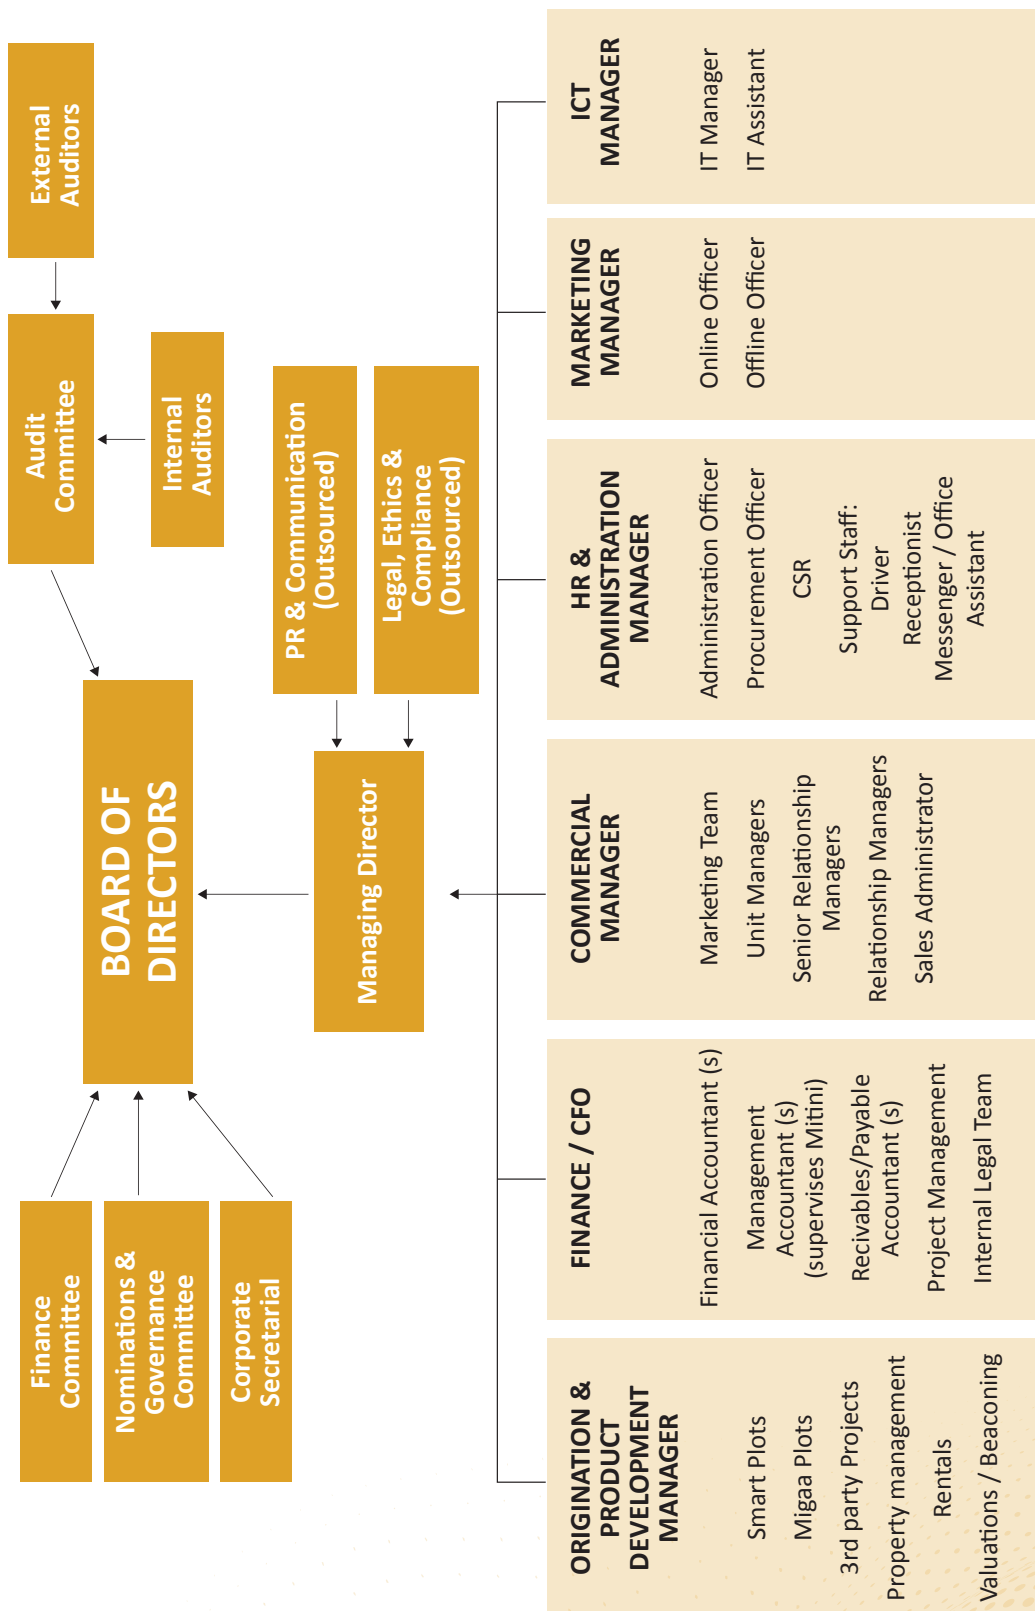 Finance
Committee
Nominations &
Governance
Committee
Corporate
Secretarial
BOARD OF
DIRECTORS
Audit
Committee
External
Auditors
Internal
Auditors
Managing Director
PR & Communication
(Outsourced)
Legal, Ethics &
Compliance
(Outsourced)
ORIGINATION &
PRODUCT
DEVELOPMENT
MANAGER
Smart Plots
Migaa Plots
3rd party Projects
Property management
Rentals
Valuations / Beaconing
FINANCE / CFO
Financial Accountant (s)
Management
Accountant (s)
(supervises Mitini)
Recivables/Payable
Accountant (s)
Project Management
Internal Legal Team
COMMERCIAL
MANAGER
Marketing Team
Unit Managers
Senior Relationship
Managers
Relationship Managers
Sales Administrator
HR &
ADMINISTRATION
MANAGER
Administration Officer
Procurement Officer
CSR
Support Staff:
Driver
Receptionist
Messenger / Office
Assistant
MARKETING
MANAGER
Online Officer
Offline Officer
ICT
MANAGER
IT Manager
IT Assistant